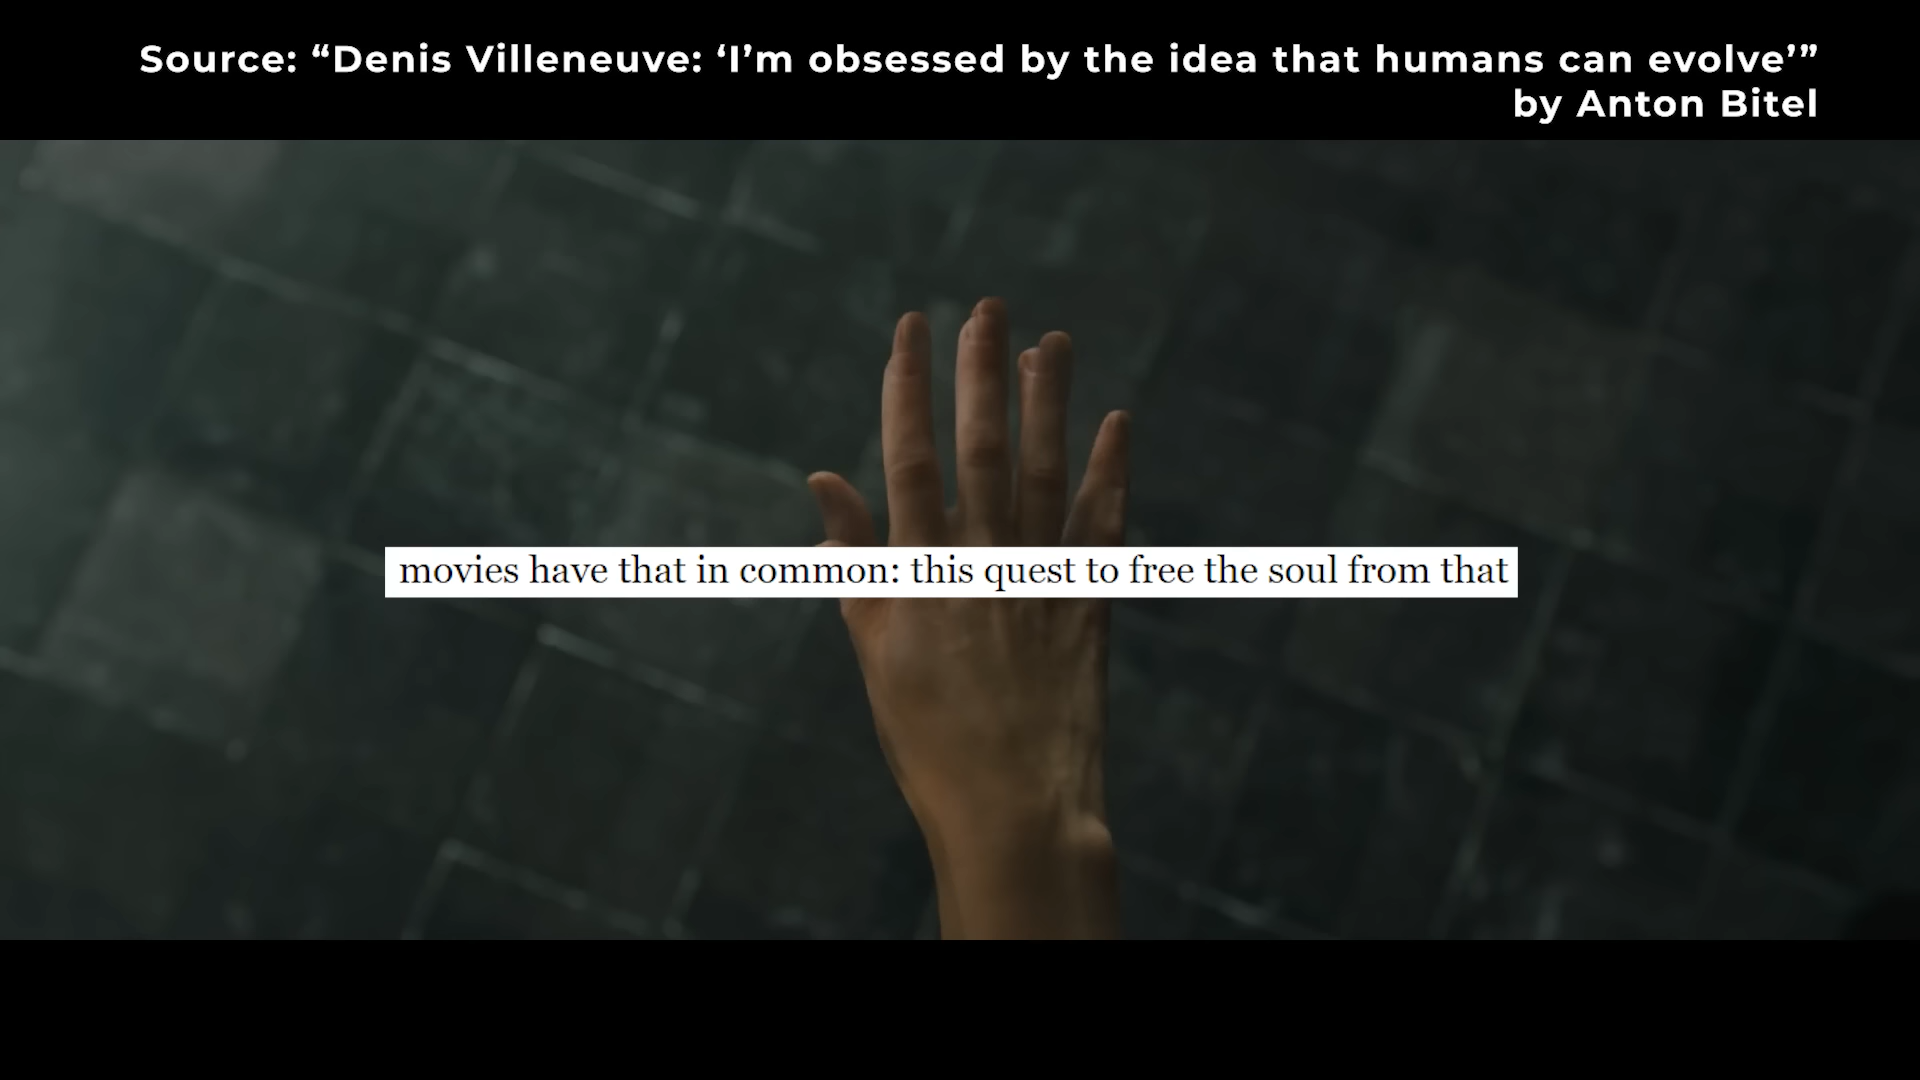 Source: “Denis Villeneuve: ‘I’m obsessed by the idea that humans can evolve’”
by Anton Bitel
movies have that in common: this quest to free the soul from that